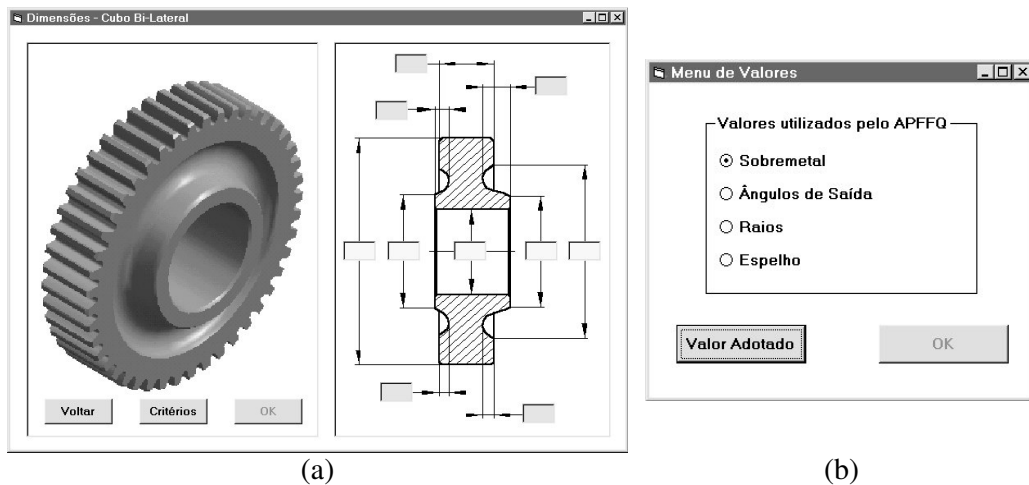 Dimensões - Cubo Bi-Lateral
Voltar
Critérios
OK
(a)
Menu de Valores
Valores utilizados pelo APFFQ
Sobremetal
Ângulos de Saída
Raios
Espelho
Valor Adotado
OK
(b)